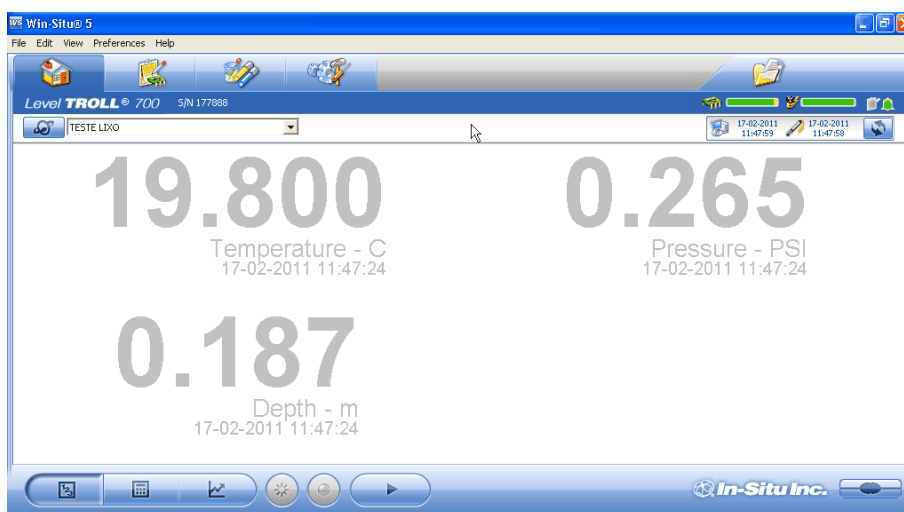 Win-Situ® 5
File Edit View Preferences Help
Level TROLL® 700 S/N 177888
TESTE LIXO
17-02-2011 17-02-2011
11:47:59 11:47:58
19.800
Temperature - C
17-02-2011 11:47:24
0.265
Pressure - PSI
17-02-2011 11:47:24
0.187
Depth - m
17-02-2011 11:47:24
In-Situ Inc.